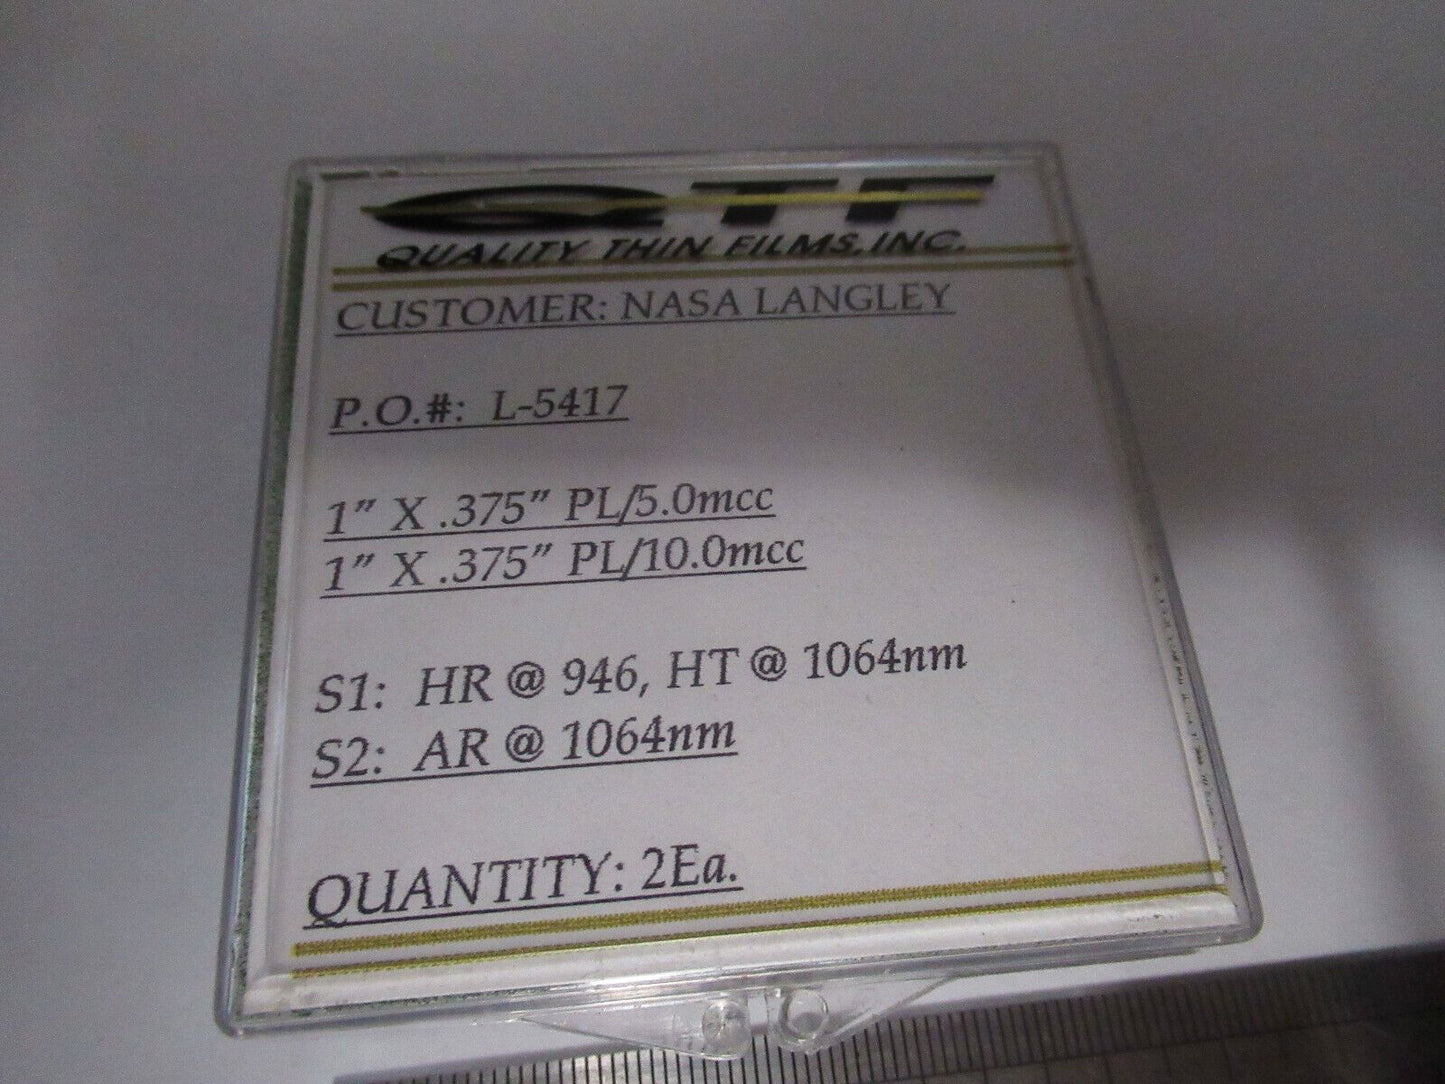 QTF
QUALITY THIN FILMS, INC.
CUSTOMER: NASA LANGLEY
P.O.#: L-5417
1" X .375" PL/5.0mcc
1" X .375" PL/10.0mcc
S1: HR @ 946, HT @ 1064nm
S2: AR @ 1064nm
QUANTITY: 2Ea.